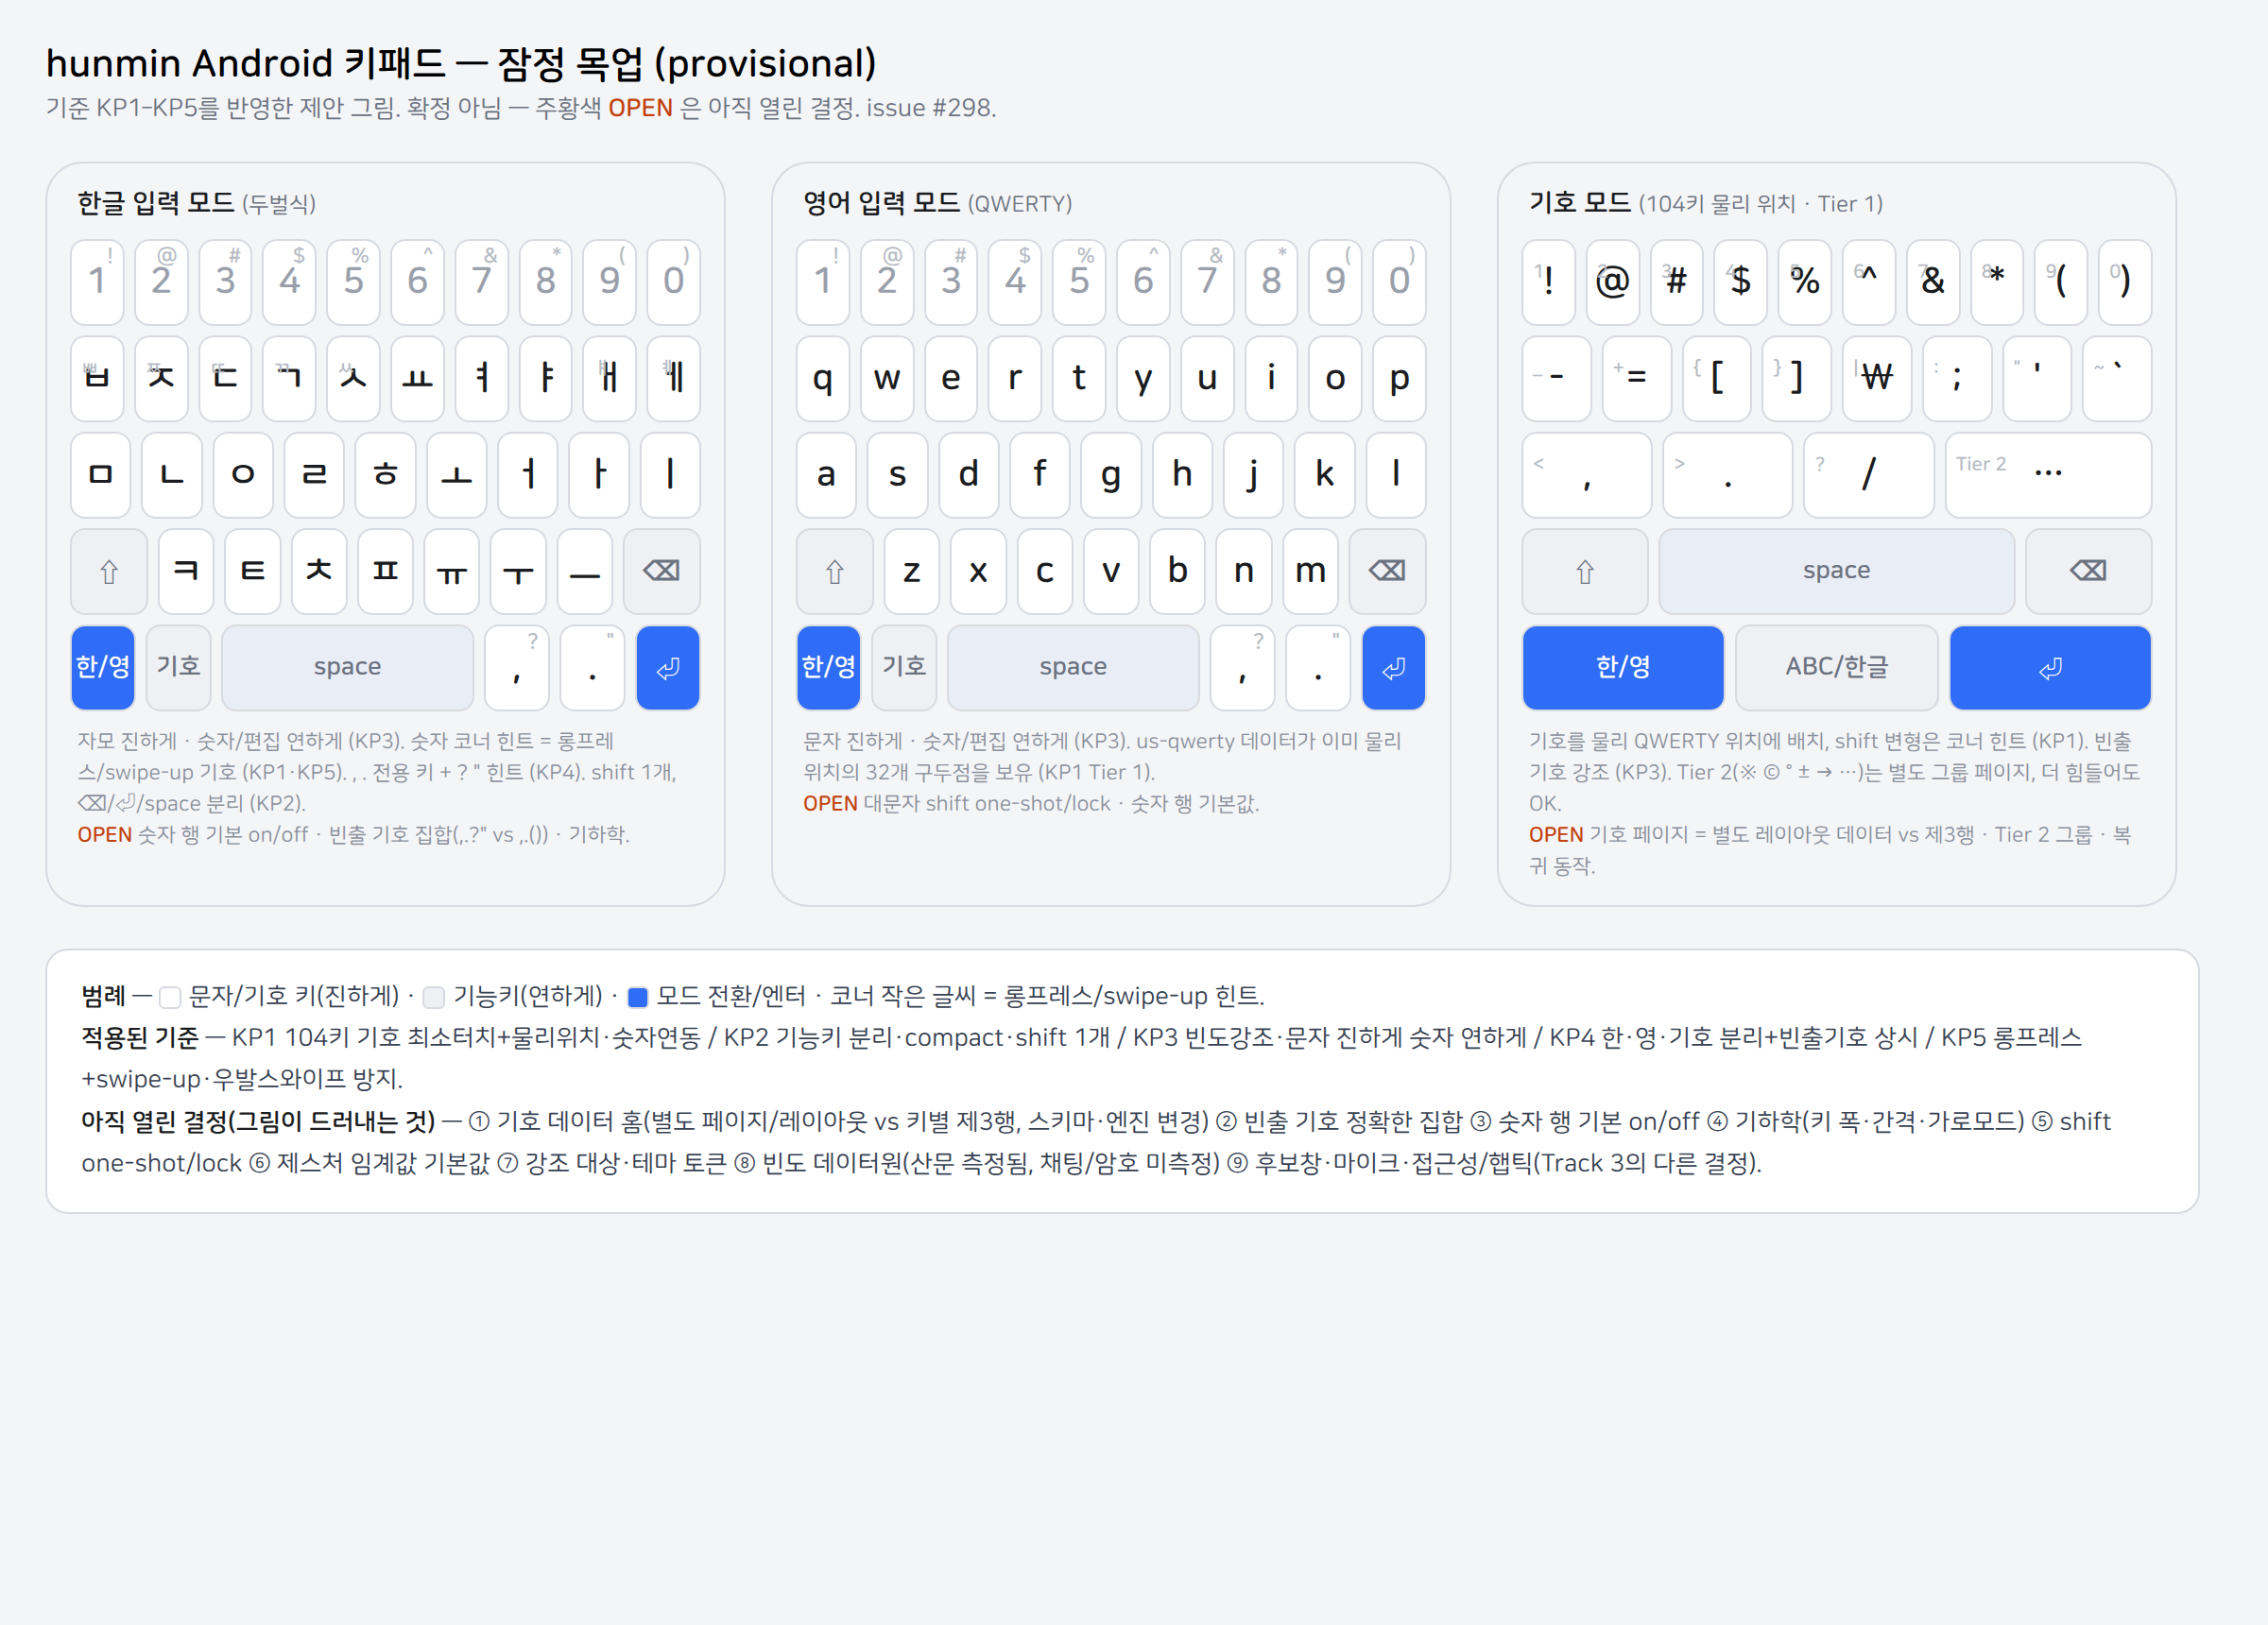 hunmin Android 키패드 — 잠정 목업 (provisional)
기준 KP1–KP5를 반영한 제안 그림. 확정 아님 — 주황색 OPEN 은 아직 열린 결정. issue #298.
한글 입력 모드 (두벌식)
! @ # $ % ^ & * ( )
1 2 3 4 5 6 7 8 9 0
ㅃ ㅉ ㄸ ㄲ ㅆ ㅒ ㅖ
ㅂ ㅈ ㄷ ㄱ ㅅ ㅛ ㅕ ㅑ ㅐ ㅔ
ㅁ ㄴ ㅇ ㄹ ㅎ ㅗ ㅓ ㅏ ㅣ
⇧ ㅋ ㅌ ㅊ ㅍ ㅠ ㅜ ㅡ ⌫
한/영 기호 space , ? . " ⏎
자모 진하게 · 숫자/편집 연하게 (KP3). 숫자 코너 힌트 = 롱프레
스/swipe-up 기호 (KP1·KP5). , . 전용 키 + ? " 힌트 (KP4). shift 1개,
⌫/⏎/space 분리 (KP2).
OPEN 숫자 행 기본 on/off · 빈출 기호 집합(,.?" vs ,.()) · 기하학.
영어 입력 모드 (QWERTY)
! @ # $ % ^ & * ( )
1 2 3 4 5 6 7 8 9 0
q w e r t y u i o p
a s d f g h j k l
⇧ z x c v b n m ⌫
한/영 기호 space , ? . " ⏎
문자 진하게 · 숫자/편집 연하게 (KP3). us-qwerty 데이터가 이미 물리
위치의 32개 구두점을 보유 (KP1 Tier 1).
OPEN 대문자 shift one-shot/lock · 숫자 행 기본값.
기호 모드 (104키 물리 위치 · Tier 1)
1 2 3 4 5 6 7 8 9 0
! @ # $ % ^ & * ( )
_ - + = { [ } ] | ₩ : ; " ' ~ `
< , > . ? / Tier 2 ⋯
⇧ space ⌫
한/영 ABC/한글 ⏎
기호를 물리 QWERTY 위치에 배치, shift 변형은 코너 힌트 (KP1). 빈출
기호 강조 (KP3). Tier 2(※ © ° ± → ⋯)는 별도 그룹 페이지, 더 힘들어도
OK.
OPEN 기호 페이지 = 별도 레이아웃 데이터 vs 제3행 · Tier 2 그룹 · 복
귀 동작.
범례 — 문자/기호 키(진하게) · 기능키(연하게) · 모드 전환/엔터 · 코너 작은 글씨 = 롱프레스/swipe-up 힌트.
적용된 기준 — KP1 104키 기호 최소터치+물리위치·숫자연동 / KP2 기능키 분리·compact·shift 1개 / KP3 빈도강조·문자 진하게 숫자 연하게 / KP4 한·영·기호 분리+빈출기호 상시 / KP5 롱프레스
+swipe-up·우발스와이프 방지.
아직 열린 결정(그림이 드러내는 것) — ① 기호 데이터 홈(별도 페이지/레이아웃 vs 키별 제3행, 스키마·엔진 변경) ② 빈출 기호 정확한 집합 ③ 숫자 행 기본 on/off ④ 기하학(키 폭·간격·가로모드) ⑤ shift
one-shot/lock ⑥ 제스처 임계값 기본값 ⑦ 강조 대상·테마 토큰 ⑧ 빈도 데이터원(산문 측정됨, 채팅/암호 미측정) ⑨ 후보창·마이크·접근성/햅틱(Track 3의 다른 결정).